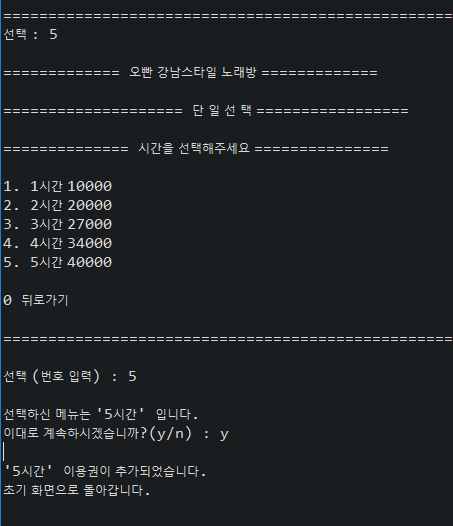 =====================================================
선택 : 5
============= 오빤 강남스타일 노래방 =============
==================== 단 일 선 택 =================
============== 시간을 선택해주세요 ===============
1. 1시간 10000
2. 2시간 20000
3. 3시간 27000
4. 4시간 34000
5. 5시간 40000
0 뒤로가기
=====================================================
선택 (번호 입력) : 5
선택하신 메뉴는 '5시간' 입니다.
이대로 계속하시겠습니까?(y/n) : y
'5시간' 이용권이 추가되었습니다.
초기 화면으로 돌아갑니다.